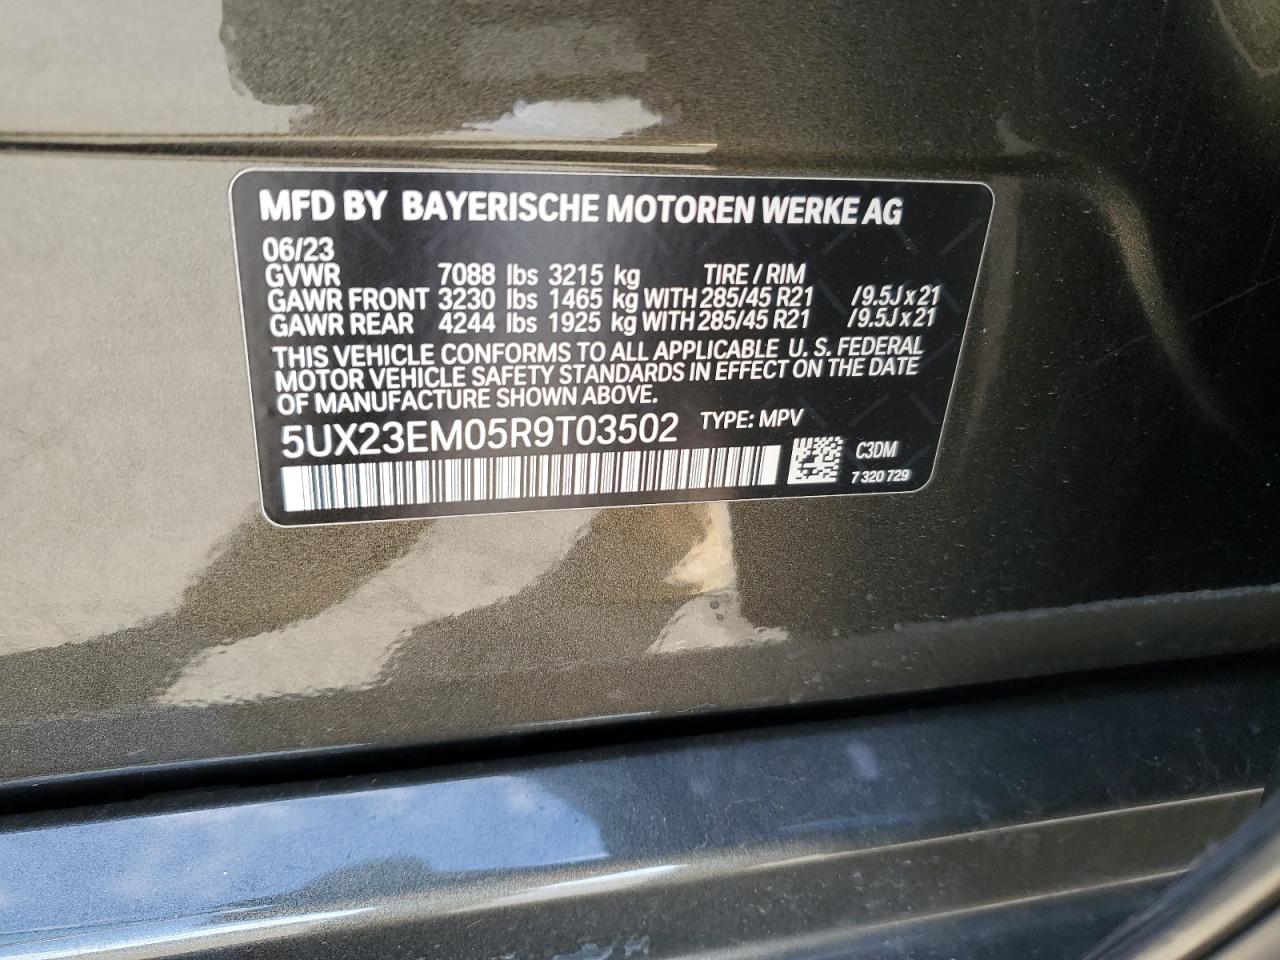 MFD BY BAYERISCHE MOTOREN WERKE AG
06/23
GVWR 7088 lbs 3215 kg TIRE / RIM
GAWR FRONT 3230 lbs 1465 kg WITH 285/45 R21 / 9.5J x 21
GAWR REAR 4244 lbs 1925 kg WITH 285/45 R21 / 9.5J x 21
THIS VEHICLE CONFORMS TO ALL APPLICABLE U. S. FEDERAL
MOTOR VEHICLE SAFETY STANDARDS IN EFFECT ON THE DATE
OF MANUFACTURE SHOWN ABOVE.
5UX23EM05R9T03502 TYPE: MPV
C3DM
7 320 729